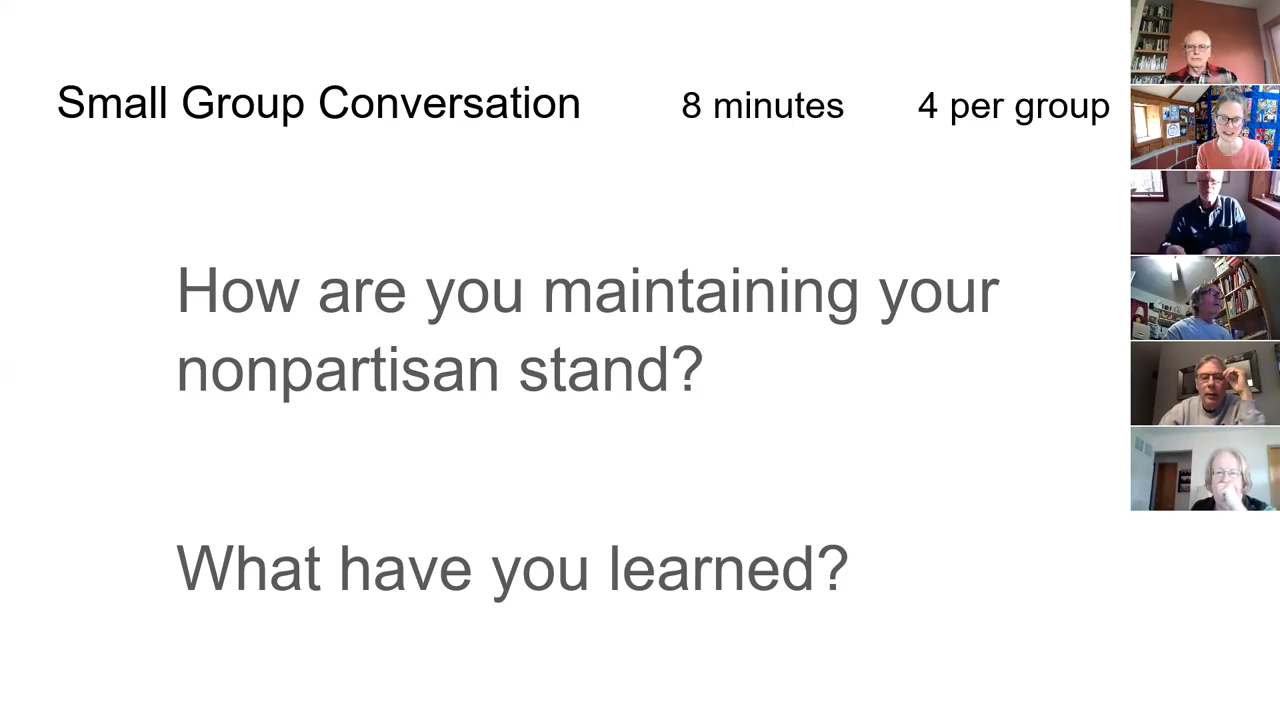 Small Group Conversation 8 minutes 4 per group
How are you maintaining your
nonpartisan stand?
What have you learned?